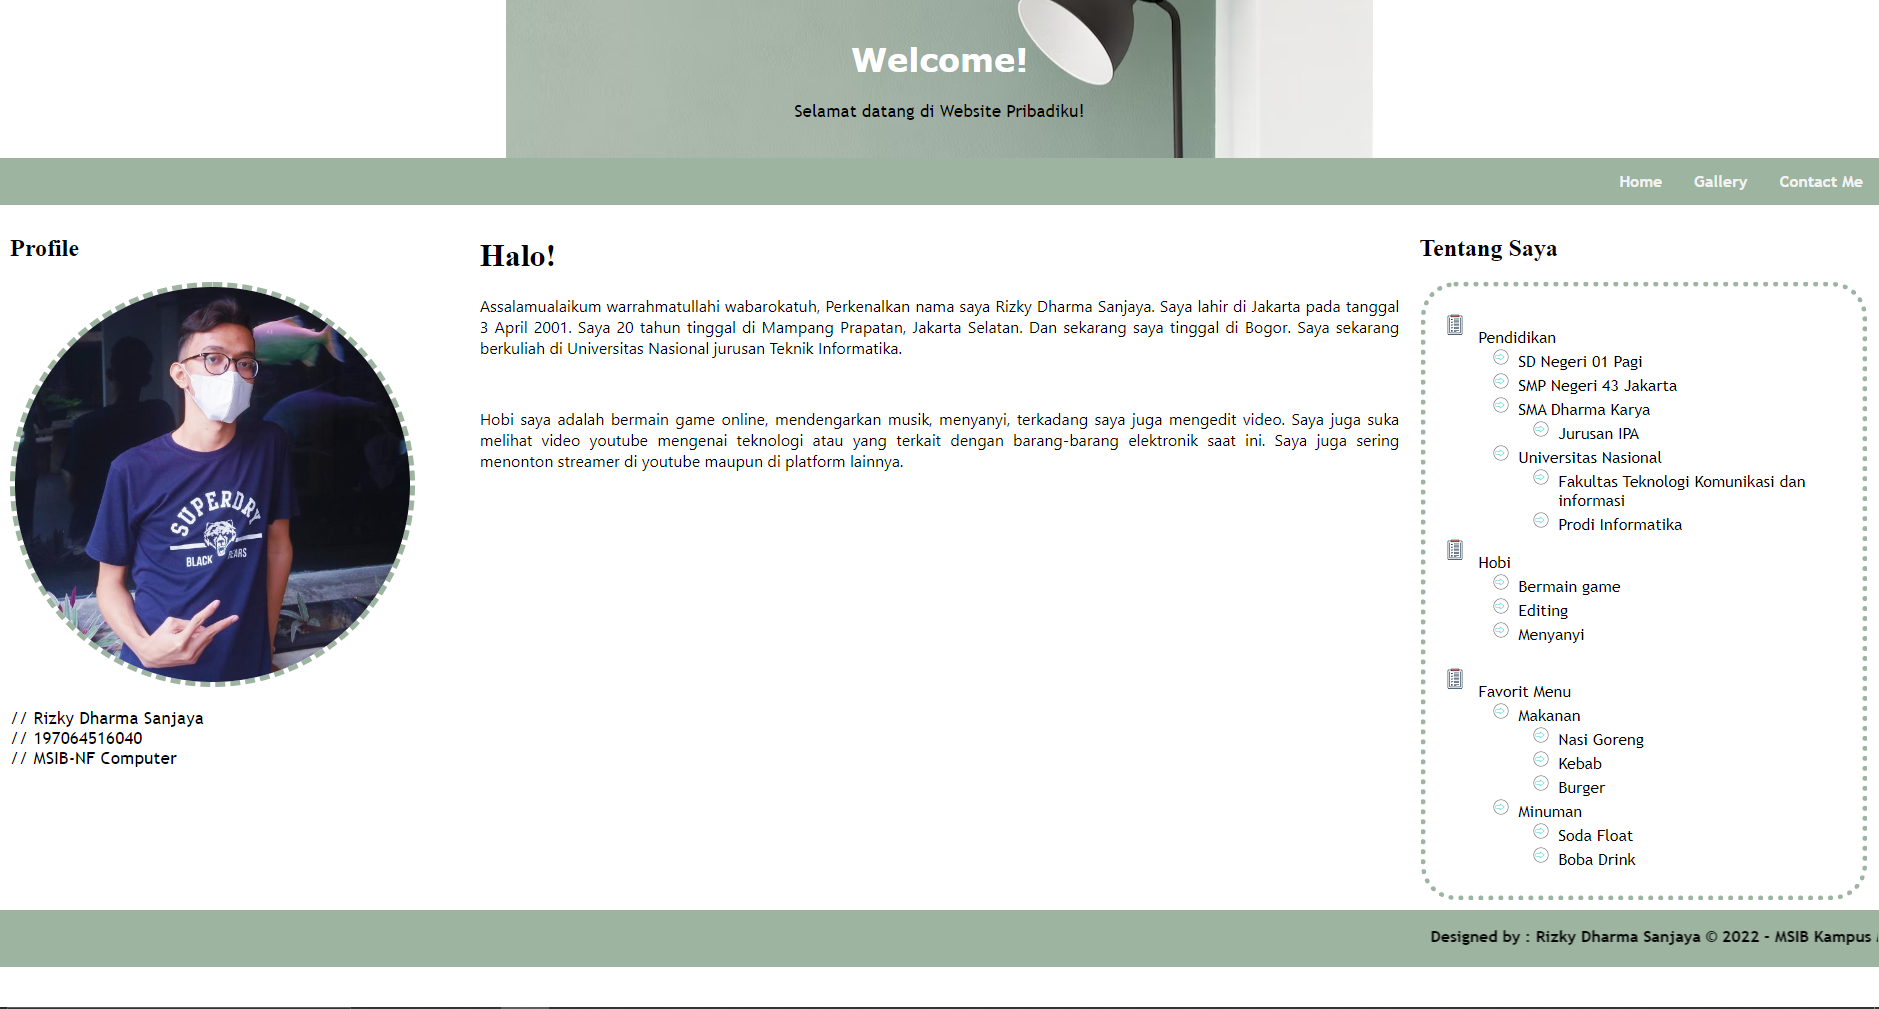 Welcome!
Selamat datang di Website Pribadiku!
Home Gallery Contact Me
Profile
SUPERDRY
BLACK BEARS
// Rizky Dharma Sanjaya
// 197064516040
// MSIB-NF Computer
Halo!
Assalamualaikum warrahmatullahi wabarokatuh, Perkenalkan nama saya Rizky Dharma Sanjaya. Saya lahir di Jakarta pada tanggal
3 April 2001. Saya 20 tahun tinggal di Mampang Prapatan, Jakarta Selatan. Dan sekarang saya tinggal di Bogor. Saya sekarang
berkuliah di Universitas Nasional jurusan Teknik Informatika.
Hobi saya adalah bermain game online, mendengarkan musik, menyanyi, terkadang saya juga mengedit video. Saya juga suka
melihat video youtube mengenai teknologi atau yang terkait dengan barang-barang elektronik saat ini. Saya juga sering
menonton streamer di youtube maupun di platform lainnya.
Tentang Saya
Pendidikan
SD Negeri 01 Pagi
SMP Negeri 43 Jakarta
SMA Dharma Karya
Jurusan IPA
Universitas Nasional
Fakultas Teknologi Komunikasi dan
informasi
Prodi Informatika
Hobi
Bermain game
Editing
Menyanyi
Favorit Menu
Makanan
Nasi Goreng
Kebab
Burger
Minuman
Soda Float
Boba Drink
Designed by : Rizky Dharma Sanjaya © 2022 - MSIB Kampus